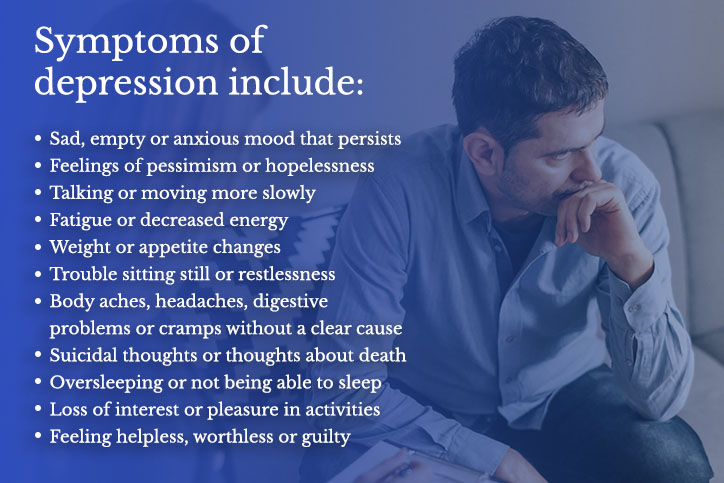 Symptoms of
depression include:
• Sad, empty or anxious mood that persists
• Feelings of pessimism or hopelessness
• Talking or moving more slowly
• Fatigue or decreased energy
• Weight or appetite changes
• Trouble sitting still or restlessness
• Body aches, headaches, digestive
problems or cramps without a clear cause
• Suicidal thoughts or thoughts about death
• Oversleeping or not being able to sleep
• Loss of interest or pleasure in activities
• Feeling helpless, worthless or guilty